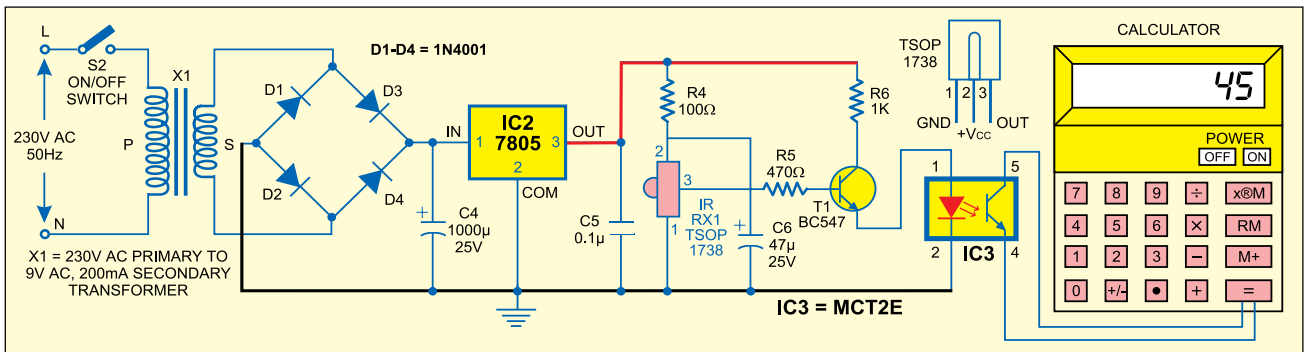 L
S2
ON/OFF
SWITCH
230V AC
50Hz
N
P
X1
S
X1 = 230V AC PRIMARY TO
9V AC, 200mA SECONDARY
TRANSFORMER
D1-D4 = 1N4001
D1
D3
D2
D4
IN
1
IC2
7805
3
2
OUT
COM
+
C4
1000µ
25V
C5
0.1µ
R4
100Ω
2
3
1
IR
RX1
TSOP
1738
+
C6
47µ
25V
R5
470Ω
R6
1K
T1
BC547
TSOP
1738
1 2 3
GND
+Vcc
OUT
1
5
2
4
IC3
IC3 = MCT2E
CALCULATOR
45
POWER
OFF ON
7 8 9 ÷ x®M
4 5 6 × RM
1 2 3 − M+
0 +/- • + =